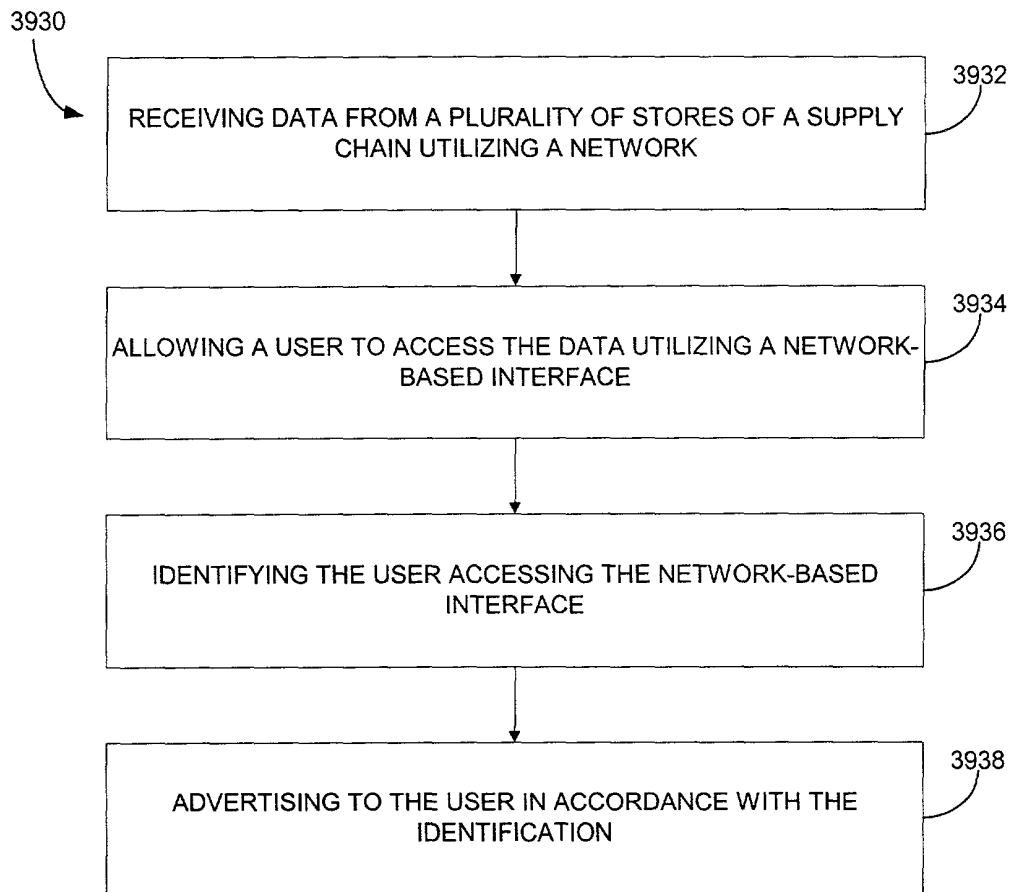 3930
3932
RECEIVING DATA FROM A PLURALITY OF STORES OF A SUPPLY
CHAIN UTILIZING A NETWORK
3934
ALLOWING A USER TO ACCESS THE DATA UTILIZING A NETWORK-
BASED INTERFACE
3936
IDENTIFYING THE USER ACCESSING THE NETWORK-BASED
INTERFACE
3938
ADVERTISING TO THE USER IN ACCORDANCE WITH THE
IDENTIFICATION